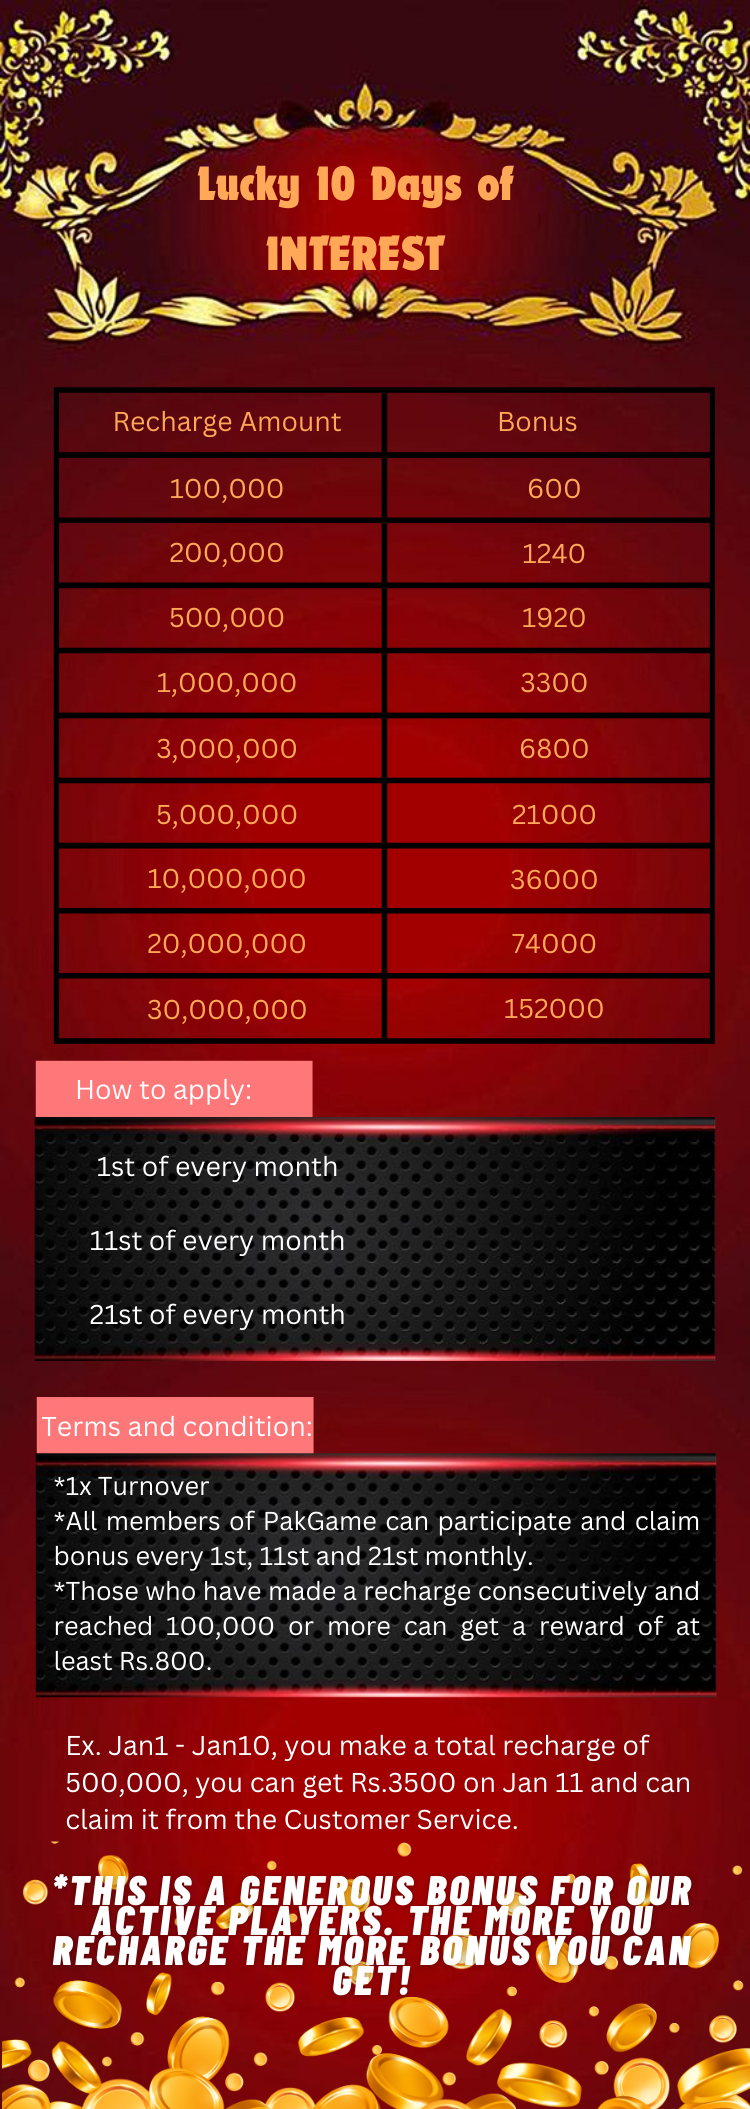 Lucky 10 Days of
INTEREST
Recharge Amount Bonus
100,000 600
200,000 1240
500,000 1920
1,000,000 3300
3,000,000 6800
5,000,000 21000
10,000,000 36000
20,000,000 74000
30,000,000 152000
How to apply:
1st of every month
11st of every month
21st of every month
Terms and condition:
*1x Turnover
*All members of PakGame can participate and claim
bonus every 1st, 11st and 21st monthly.
*Those who have made a recharge consecutively and
reached 100,000 or more can get a reward of at
least Rs.800.
Ex. Jan1 - Jan10, you make a total recharge of
500,000, you can get Rs.3500 on Jan 11 and can
claim it from the Customer Service.
*THIS IS A GENEROUS BONUS FOR OUR
ACTIVE PLAYERS. THE MORE YOU
RECHARGE THE MORE BONUS YOU CAN
GET!